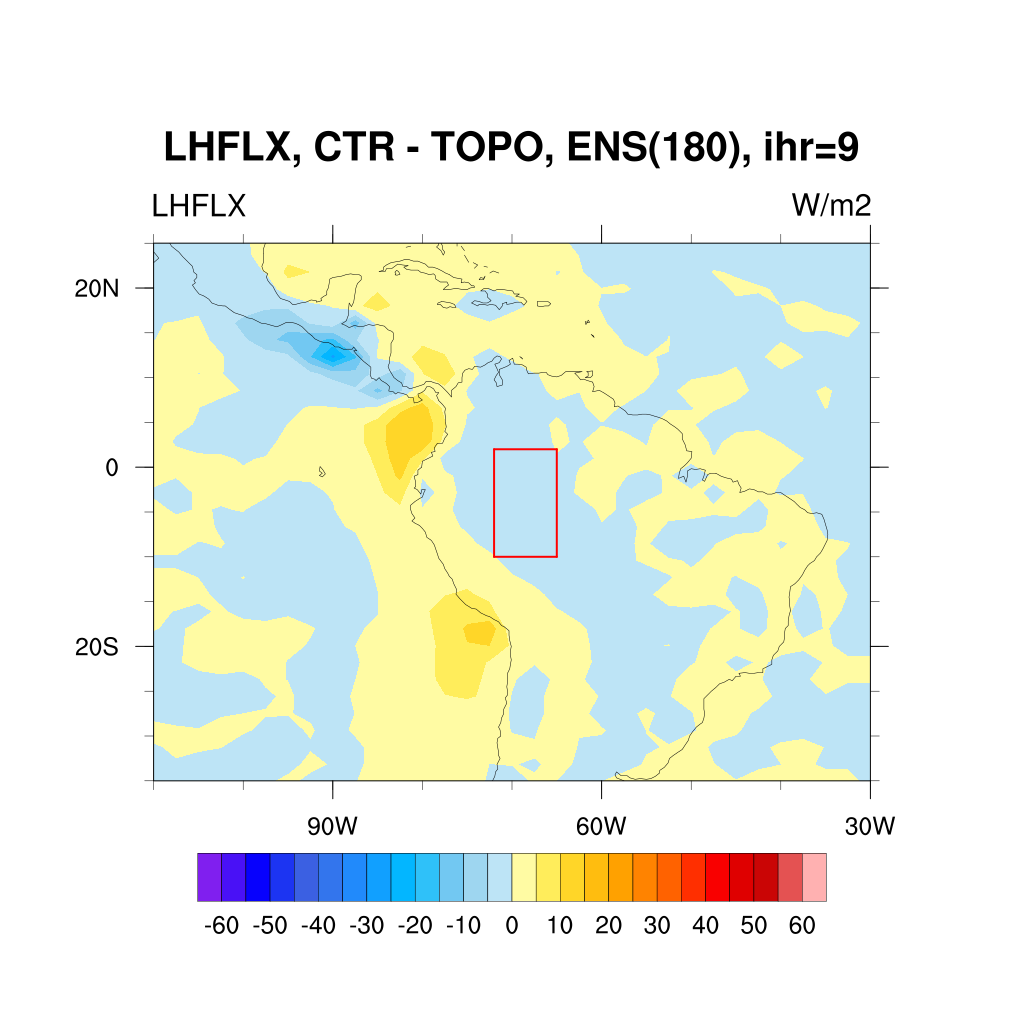 LHFLX, CTR - TOPO, ENS(180), ihr=9
LHFLX W/m2
20N
0
20S
90W 60W 30W
-60 -50 -40 -30 -20 -10 0 10 20 30 40 50 60